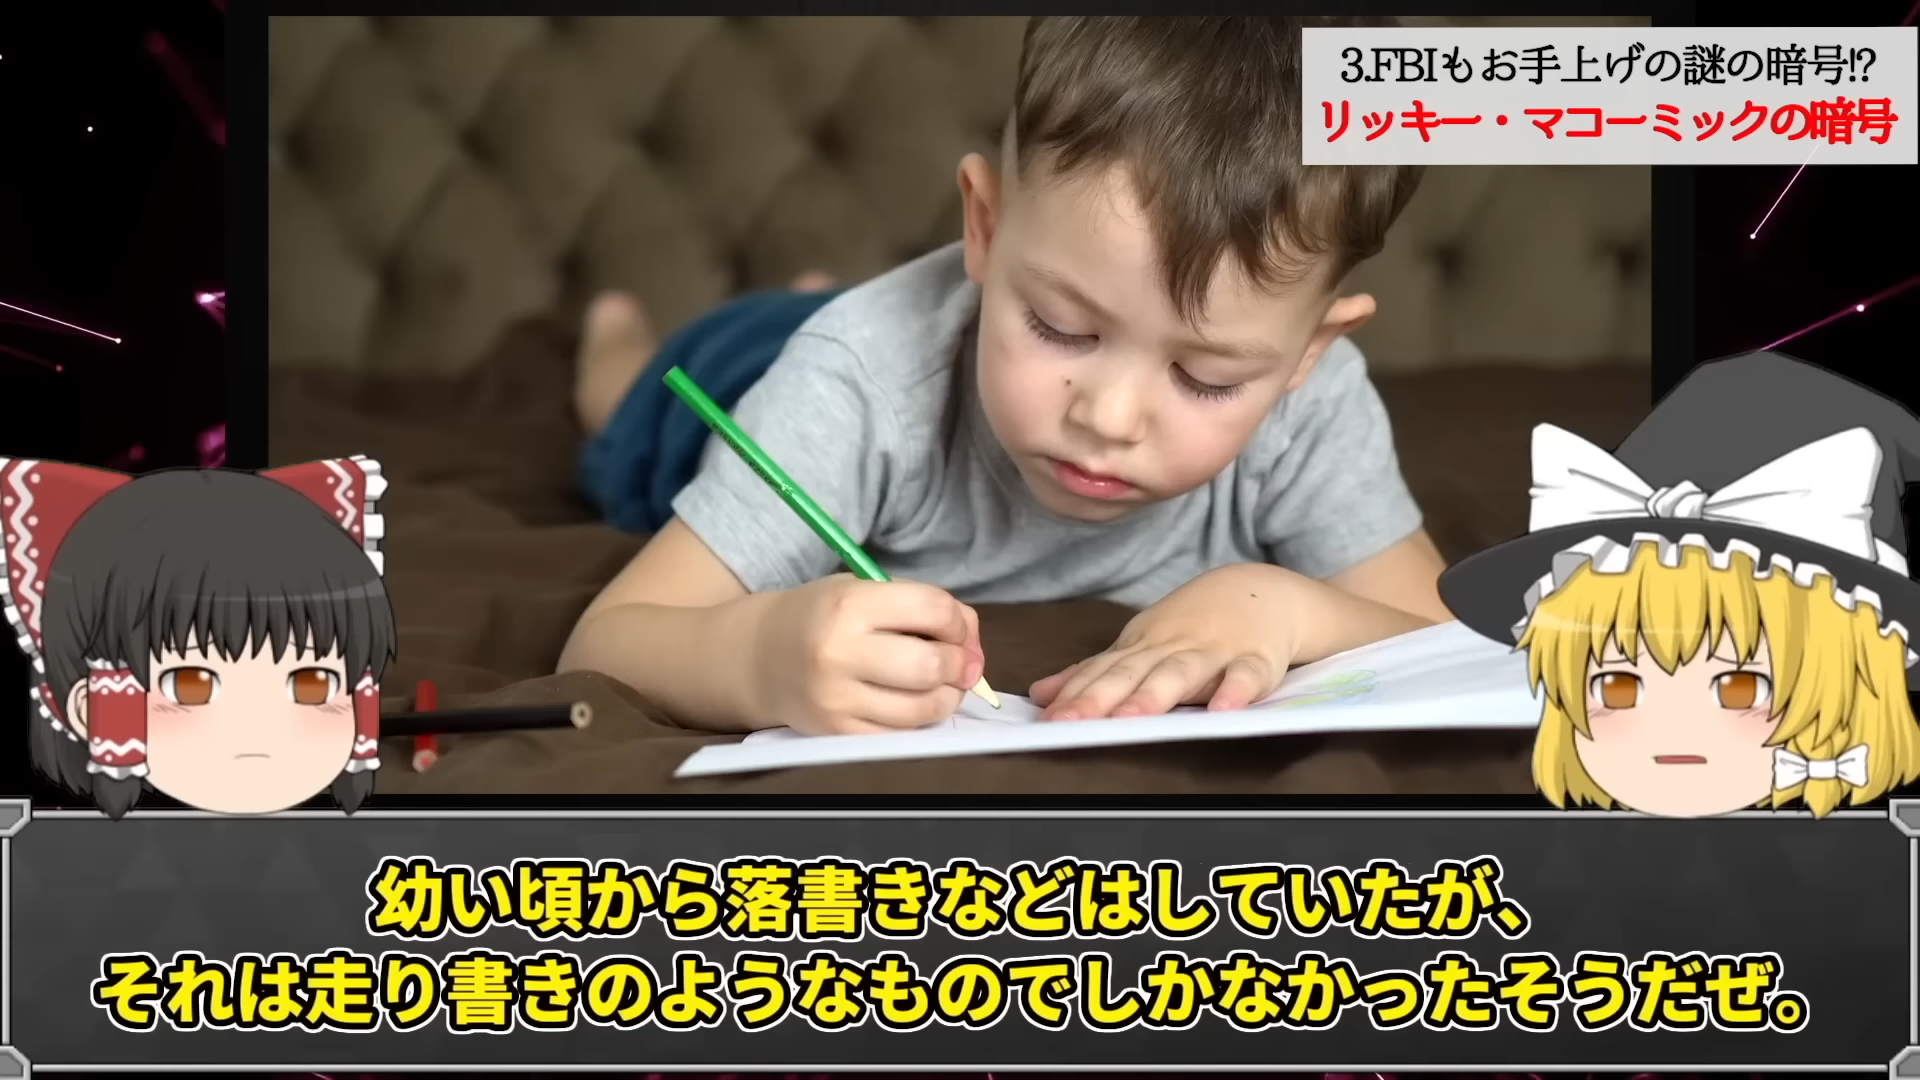 3.FBIもお手上げの謎の暗号!?
リッキー・マコーミックの暗号
幼い頃から落書きなどはしていたが、
それは走り書きのようなものでしかなかったそうだぜ。